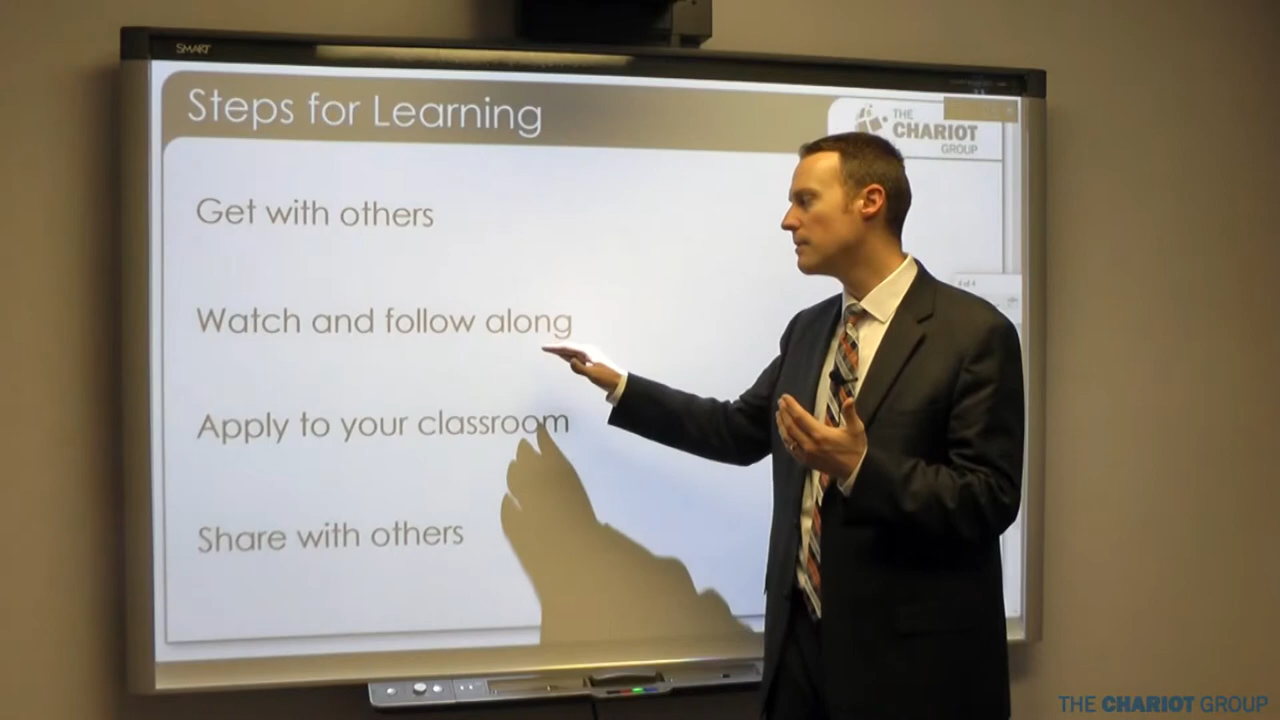 SMART
Steps for Learning
THE
CHARIOT
GROUP
Get with others
Watch and follow along
Apply to your classroom
Share with others
THE CHARIOT GROUP